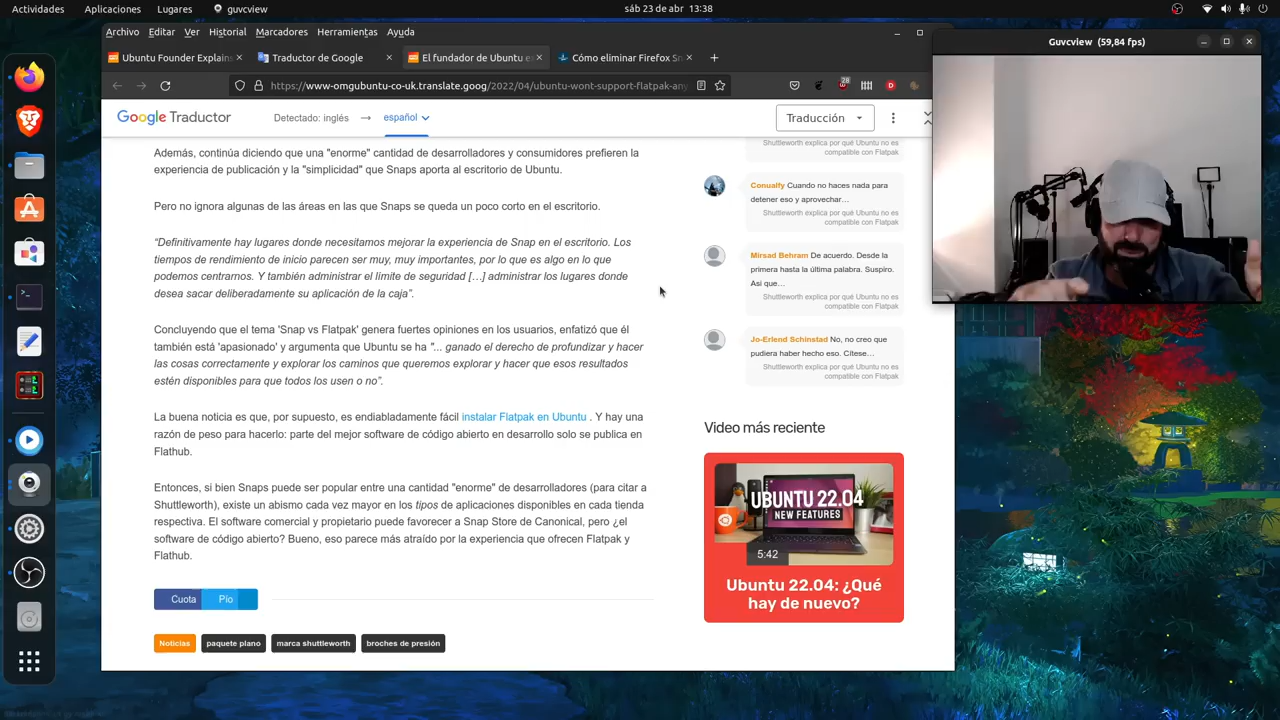 Actividades Aplicaciones Lugares guvcview sáb 23 de abr 13:38
Archivo Editar Ver Historial Marcadores Herramientas Ayuda
Ubuntu Founder Explains Traductor de Google El fundador de Ubuntu e Cómo eliminar Firefox Sn
https://www-omgubuntu-co-uk.translate.goog/2022/04/ubuntu-wont-support-flatpak-any
28
Google Traductor Detectado: inglés español Traducción
Además, continúa diciendo que una "enorme" cantidad de desarrolladores y consumidores prefieren la
experiencia de publicación y la "simplicidad" que Snaps aporta al escritorio de Ubuntu.
Pero no ignora algunas de las áreas en las que Snaps se queda un poco corto en el escritorio.
“Definitivamente hay lugares donde necesitamos mejorar la experiencia de Snap en el escritorio. Los
tiempos de rendimiento de inicio parecen ser muy, muy importantes, por lo que es algo en lo que
podemos centrarnos. Y también administrar el límite de seguridad […] administrar los lugares donde
desea sacar deliberadamente su aplicación de la caja”.
Concluyendo que el tema 'Snap vs Flatpak' genera fuertes opiniones en los usuarios, enfatizó que él
también está 'apasionado' y argumenta que Ubuntu se ha "... ganado el derecho de profundizar y hacer
las cosas correctamente y explorar los caminos que queremos explorar y hacer que esos resultados
estén disponibles para que todos los usen o no”.
La buena noticia es que, por supuesto, es endiabladamente fácil instalar Flatpak en Ubuntu . Y hay una
razón de peso para hacerlo: parte del mejor software de código abierto en desarrollo solo se publica en
Flathub.
Entonces, si bien Snaps puede ser popular entre una cantidad "enorme" de desarrolladores (para citar a
Shuttleworth), existe un abismo cada vez mayor en los tipos de aplicaciones disponibles en cada tienda
respectiva. El software comercial y propietario puede favorecer a Snap Store de Canonical, pero ¿el
software de código abierto? Bueno, eso parece más atraído por la experiencia que ofrecen Flatpak y
Flathub.
Cuota Pío
Noticias paquete plano marca shuttleworth broches de presión
Shuttleworth explica por qué Ubuntu no es
compatible con Flatpak
Conualfy Cuando no haces nada para
detener eso y aprovechar…
Shuttleworth explica por qué Ubuntu no es
compatible con Flatpak
Mirsad Behram De acuerdo. Desde la
primera hasta la última palabra. Suspiro.
Asi que…
Shuttleworth explica por qué Ubuntu no es
compatible con Flatpak
Jo-Erlend Schinstad No, no creo que
pudiera haber hecho eso. Cítese…
Shuttleworth explica por qué Ubuntu no es
compatible con Flatpak
Video más reciente
UBUNTU 22.04
NEW FEATURES
5:42
Ubuntu 22.04: ¿Qué
hay de nuevo?
Guvcview (59,84 fps)